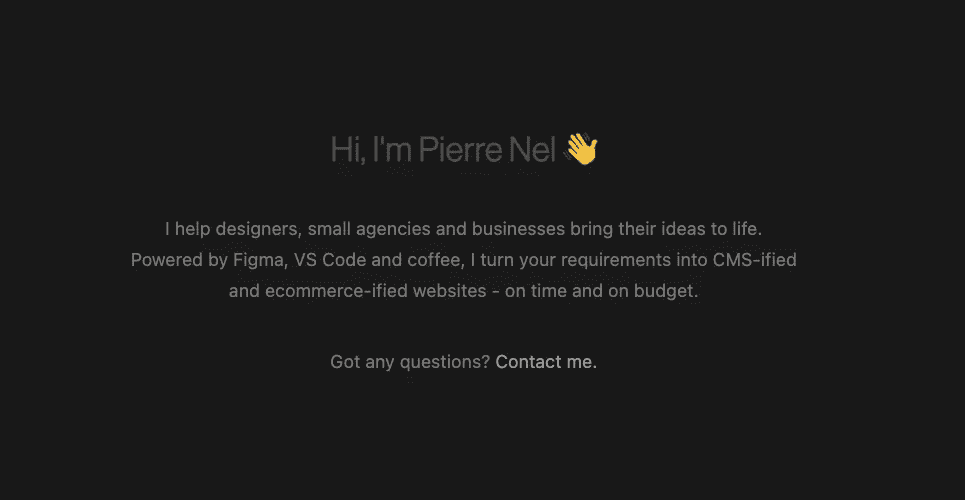 Hi, I'm Pierre Nel 👋
I help designers, small agencies and businesses bring their ideas to life.
Powered by Figma, VS Code and coffee, I turn your requirements into CMS-ified
and ecommerce-ified websites - on time and on budget.
Got any questions? Contact me.